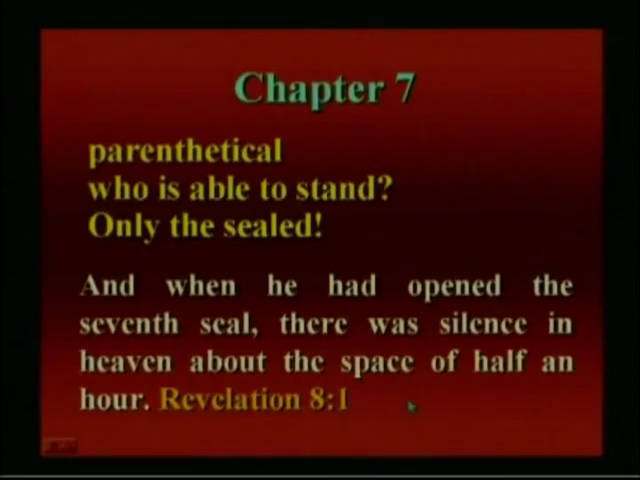 Chapter 7
parenthetical
who is able to stand?
Only the sealed!
And when he had opened the
seventh seal, there was silence in
heaven about the space of half an
hour. Revelation 8:1